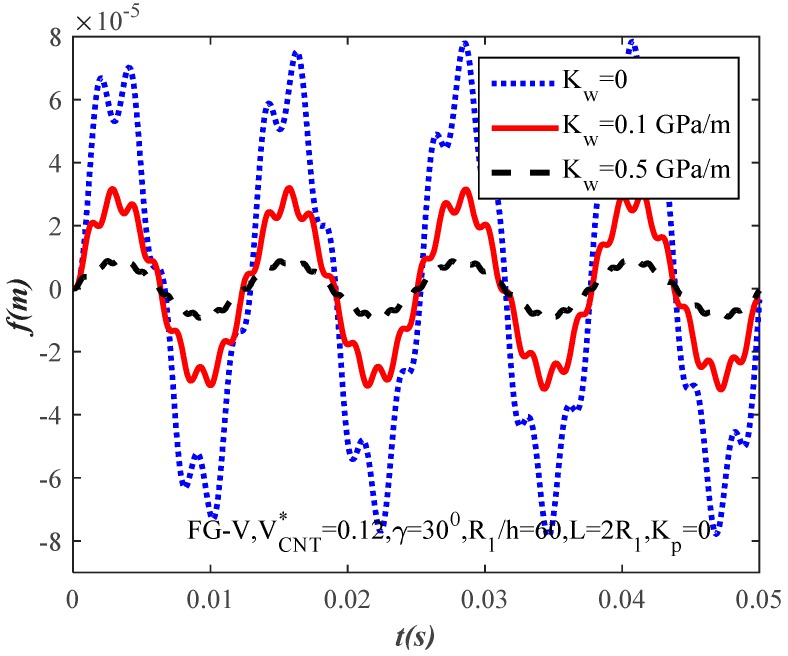 ×10⁻⁵
8
6
4
2
0
-2
-4
-6
-8
f(m)
K_w=0
K_w=0.1 GPa/m
K_w=0.5 GPa/m
FG-V,V*_CNT=0.12,γ=30⁰,R₁/h=60,L=2R₁,K_p=0
0 0.01 0.02 0.03 0.04 0.05
t(s)